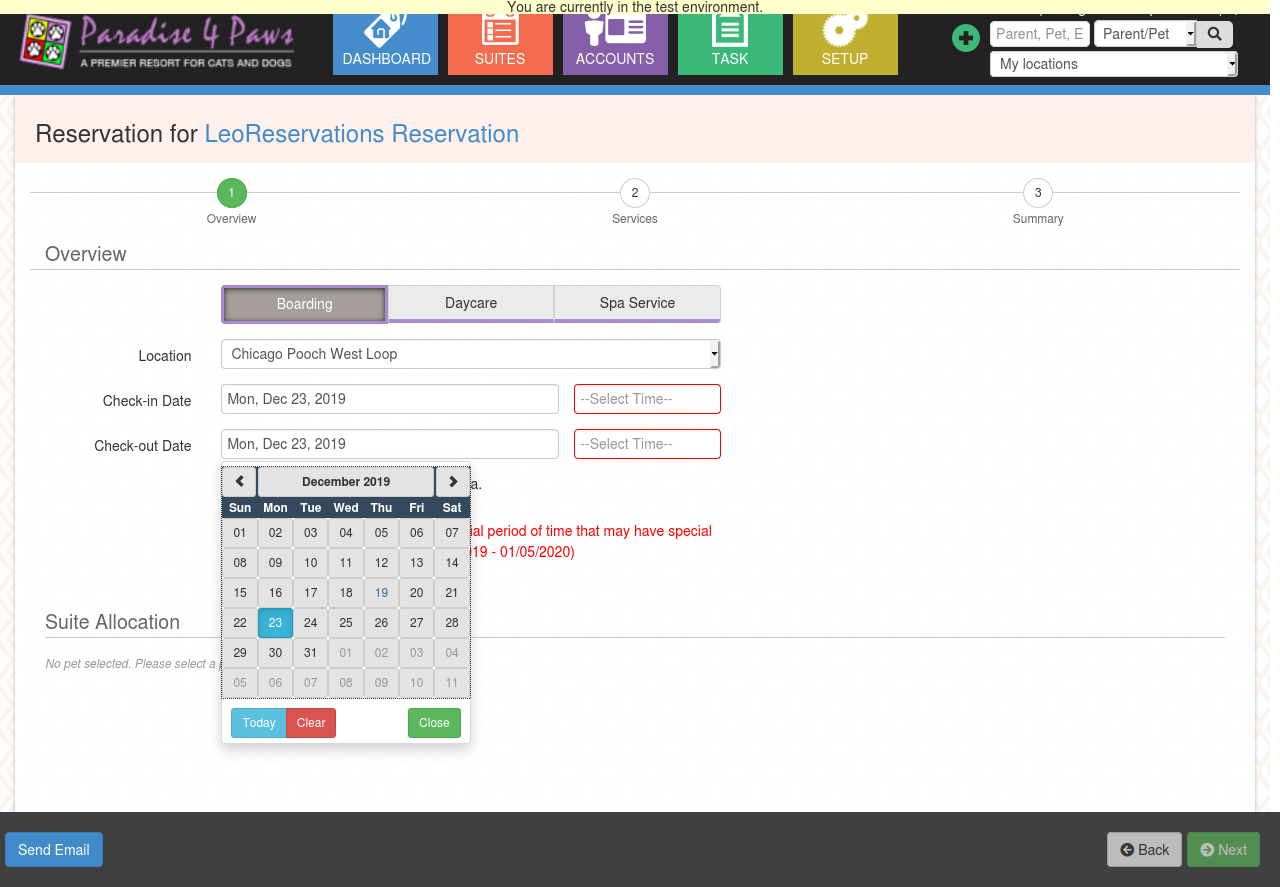 You are currently in the test environment.
Paradise 4 Paws
A PREMIER RESORT FOR CATS AND DOGS
DASHBOARD
SUITES
ACCOUNTS
TASK
SETUP
Parent, Pet, E
Parent/Pet
My locations
Reservation for LeoReservations Reservation
1
2
3
Overview
Services
Summary
Overview
Boarding
Daycare
Spa Service
Location
Chicago Pooch West Loop
Check-in Date
Mon, Dec 23, 2019
--Select Time--
Check-out Date
Mon, Dec 23, 2019
--Select Time--
December 2019
a.
Sun Mon Tue Wed Thu Fri Sat
01 02 03 04 05 06 07
ial period of time that may have special
08 09 10 11 12 13 14
19 - 01/05/2020)
15 16 17 18 19 20 21
22 23 24 25 26 27 28
Suite Allocation
29 30 31 01 02 03 04
No pet selected. Please select a
05 06 07 08 09 10 11
Today
Clear
Close
Send Email
Back
Next